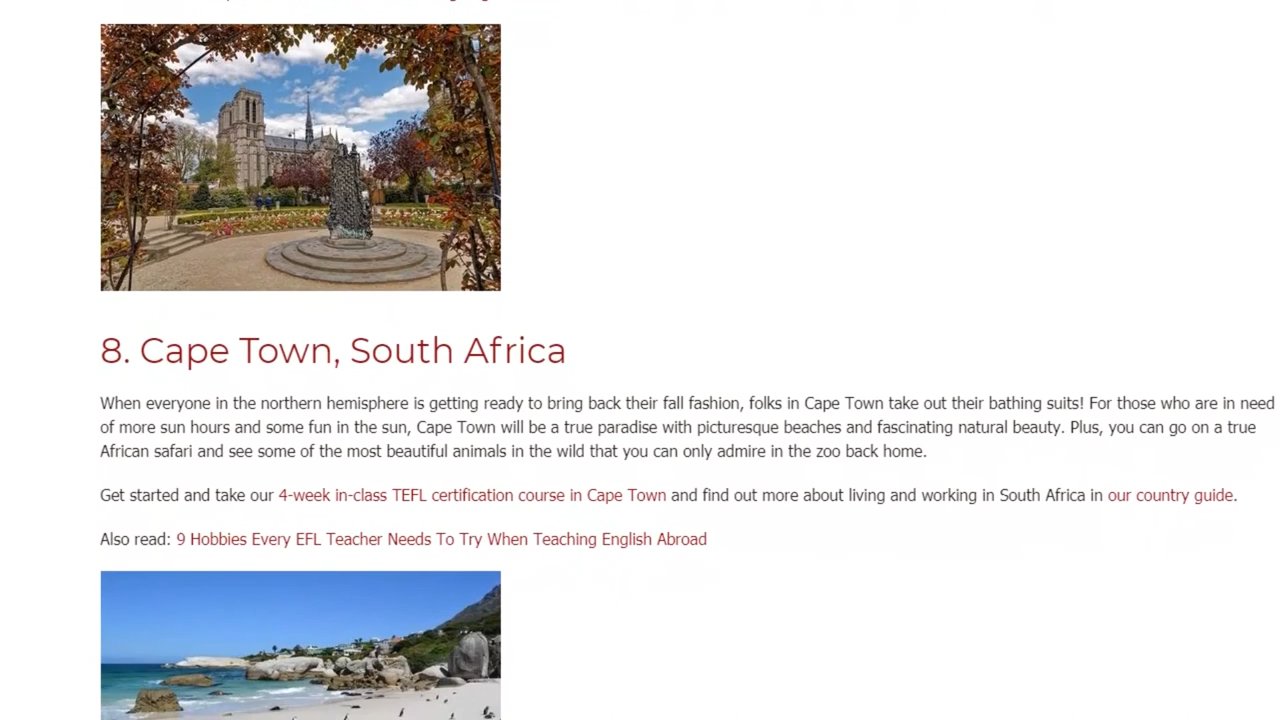 8. Cape Town, South Africa
When everyone in the northern hemisphere is getting ready to bring back their fall fashion, folks in Cape Town take out their bathing suits! For those who are in need
of more sun hours and some fun in the sun, Cape Town will be a true paradise with picturesque beaches and fascinating natural beauty. Plus, you can go on a true
African safari and see some of the most beautiful animals in the wild that you can only admire in the zoo back home.
Get started and take our 4-week in-class TEFL certification course in Cape Town and find out more about living and working in South Africa in our country guide.
Also read: 9 Hobbies Every EFL Teacher Needs To Try When Teaching English Abroad